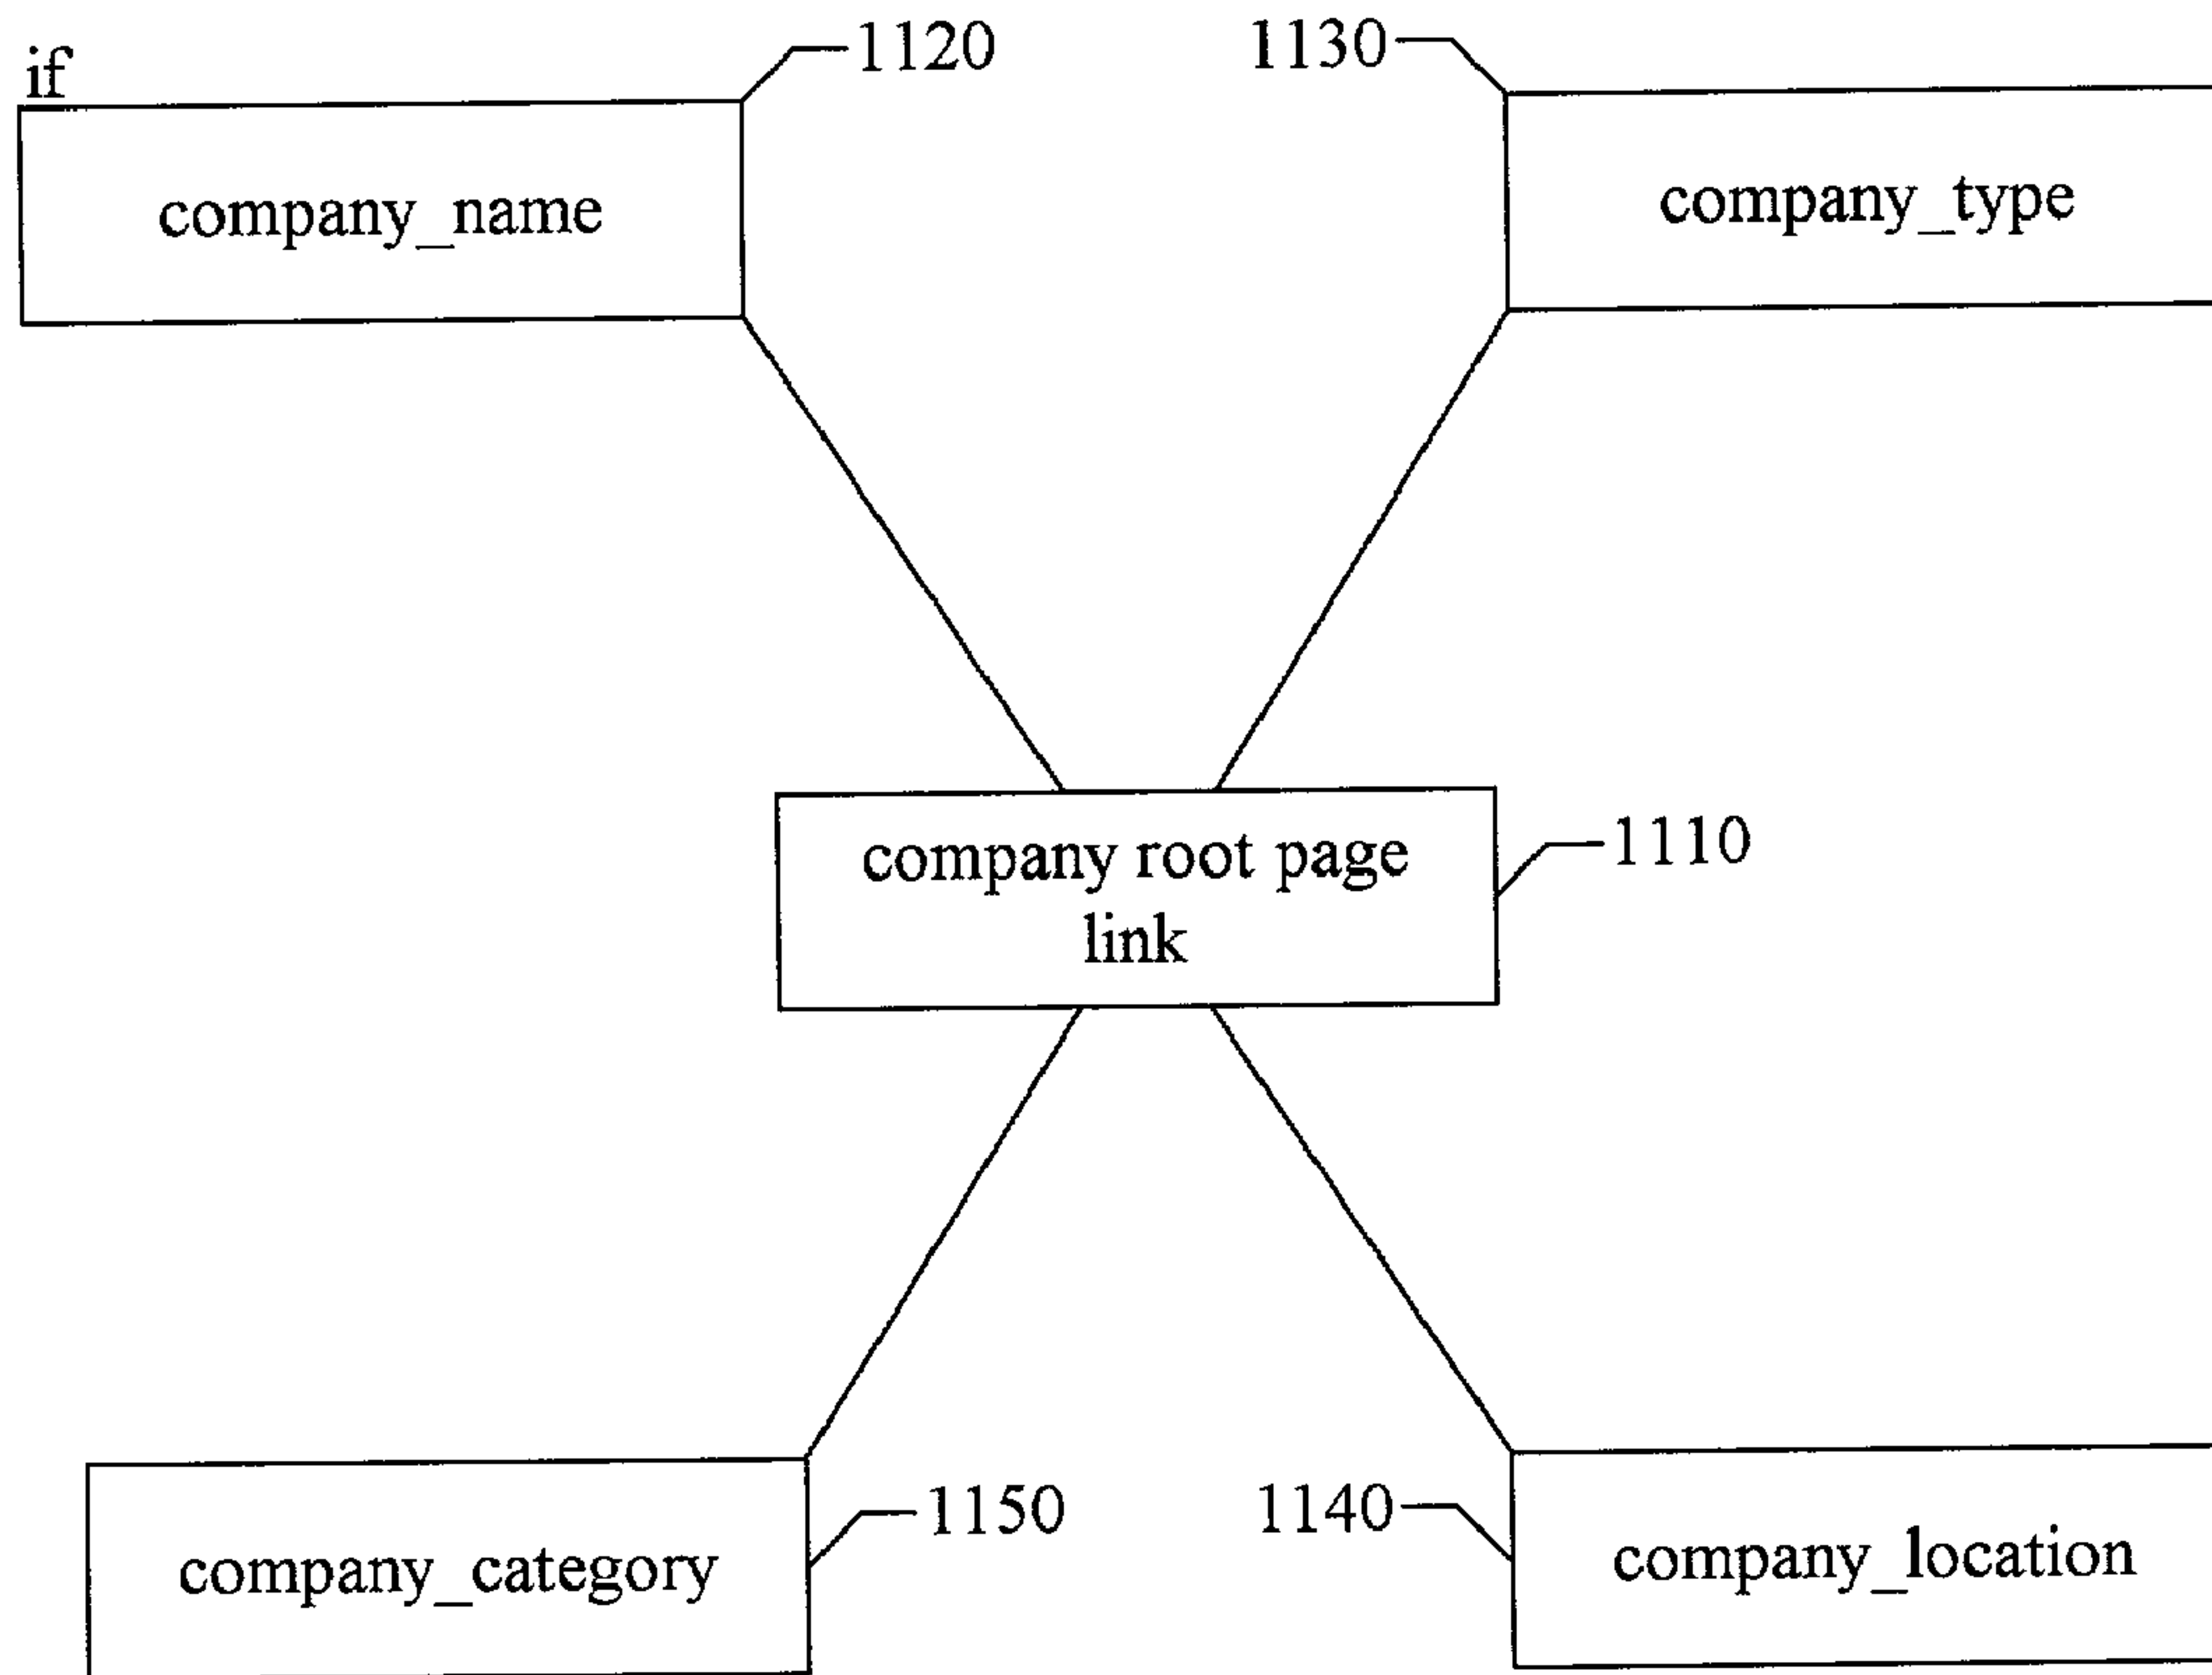 if
1120
1130
company_name
company_type
company root page
link
1110
1150
1140
company_category
company_location